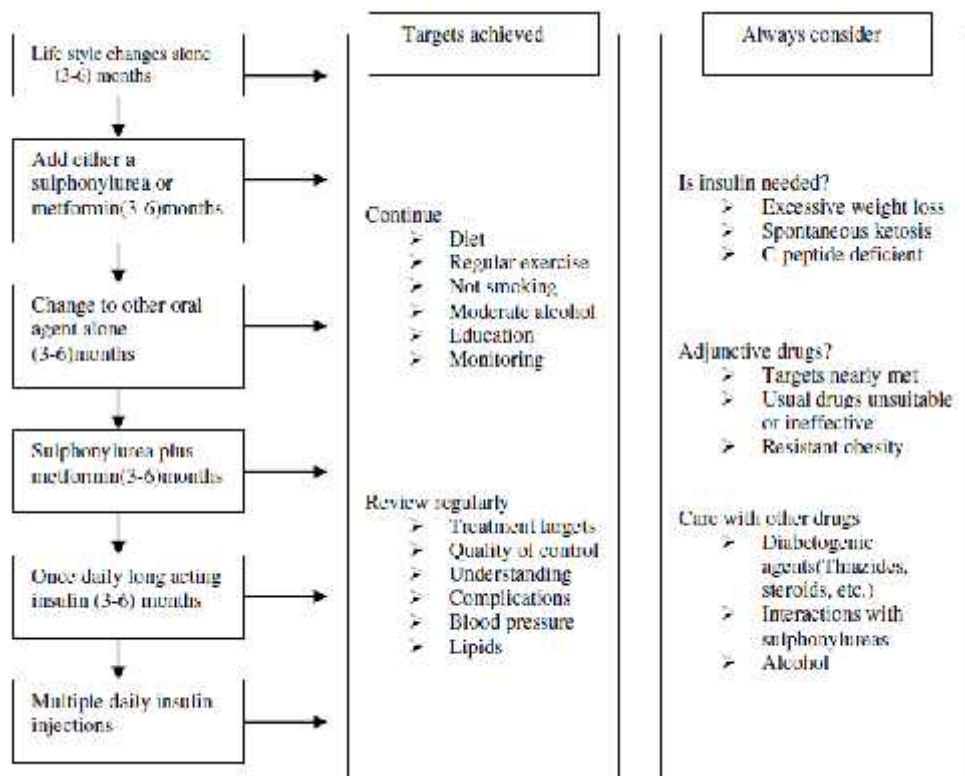 Life style changes alone
(3-6) months
Add either a
sulphonylurea or
metformin(3-6)months
Change to other oral
agent alone
(3-6)months
Sulphonylurea plus
metformin(3-6)months
Once daily long acting
insulin (3-6) months
Multiple daily insulin
injections
Targets achieved
Continue
➢ Diet
➢ Regular exercise
➢ Not smoking
➢ Moderate alcohol
➢ Education
➢ Monitoring
Review regularly
➢ Treatment targets
➢ Quality of control
➢ Understanding
➢ Complications
➢ Blood pressure
➢ Lipids
Always consider
Is insulin needed?
➢ Excessive weight loss
➢ Spontaneous ketosis
➢ C peptide deficient
Adjunctive drugs?
➢ Targets nearly met
➢ Usual drugs unsuitable
or ineffective
➢ Resistant obesity
Care with other drugs
➢ Diabetogenic
agents(Thiazides,
steroids, etc.)
➢ Interactions with
sulphonylureas
➢ Alcohol